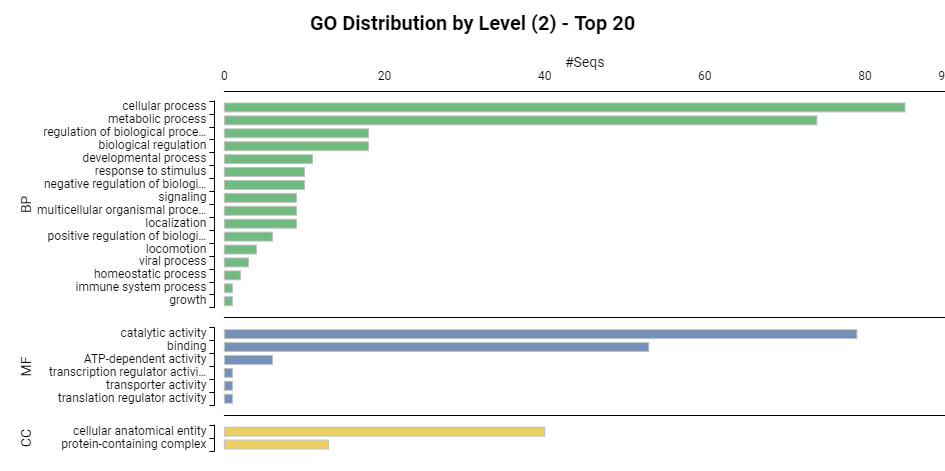 GO Distribution by Level (2) - Top 20
#Seqs
0 20 40 60 80 9
BP
cellular process
metabolic process
regulation of biological proce...
biological regulation
developmental process
response to stimulus
negative regulation of biologi...
signaling
multicellular organismal proce...
localization
positive regulation of biologi...
locomotion
viral process
homeostatic process
immune system process
growth
MF
catalytic activity
binding
ATP-dependent activity
transcription regulator activi...
transporter activity
translation regulator activity
CC
cellular anatomical entity
protein-containing complex